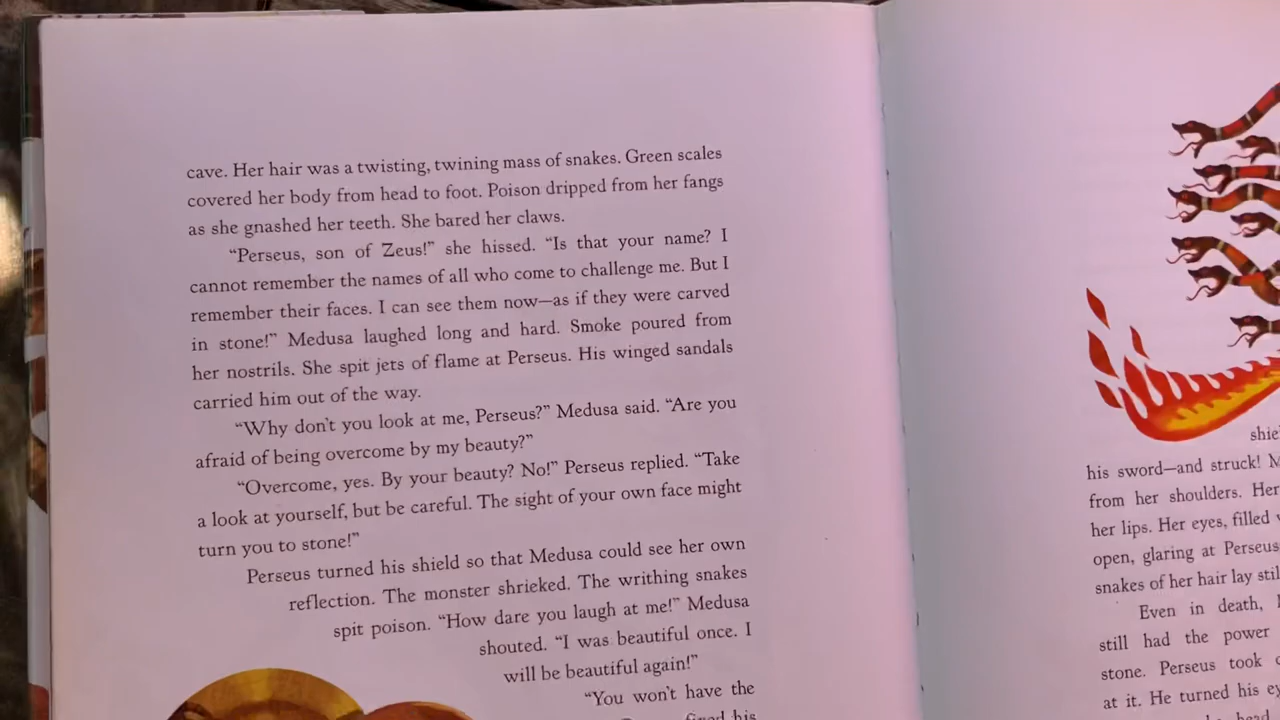 cave. Her hair was a twisting, twining mass of snakes. Green scales
covered her body from head to foot. Poison dripped from her fangs
as she gnashed her teeth. She bared her claws.
“Perseus, son of Zeus!” she hissed. “Is that your name? I
cannot remember the names of all who come to challenge me. But I
remember their faces. I can see them now—as if they were carved
in stone!” Medusa laughed long and hard. Smoke poured from
her nostrils. She spit jets of flame at Perseus. His winged sandals
carried him out of the way.
“Why don’t you look at me, Perseus?” Medusa said. “Are you
afraid of being overcome by my beauty?”
“Overcome, yes. By your beauty? No!” Perseus replied. “Take
a look at yourself, but be careful. The sight of your own face might
turn you to stone!”
Perseus turned his shield so that Medusa could see her own
reflection. The monster shrieked. The writhing snakes
spit poison. “How dare you laugh at me!” Medusa
shouted. “I was beautiful once. I
will be beautiful again!”
“You won’t have the
his
his sword—and struck!
from her shoulders. Her
her lips. Her eyes, filled
open, glaring at Perseus
snakes of her hair lay
Even in death,
still had the power
stone. Perseus took
at it. He turned his
head